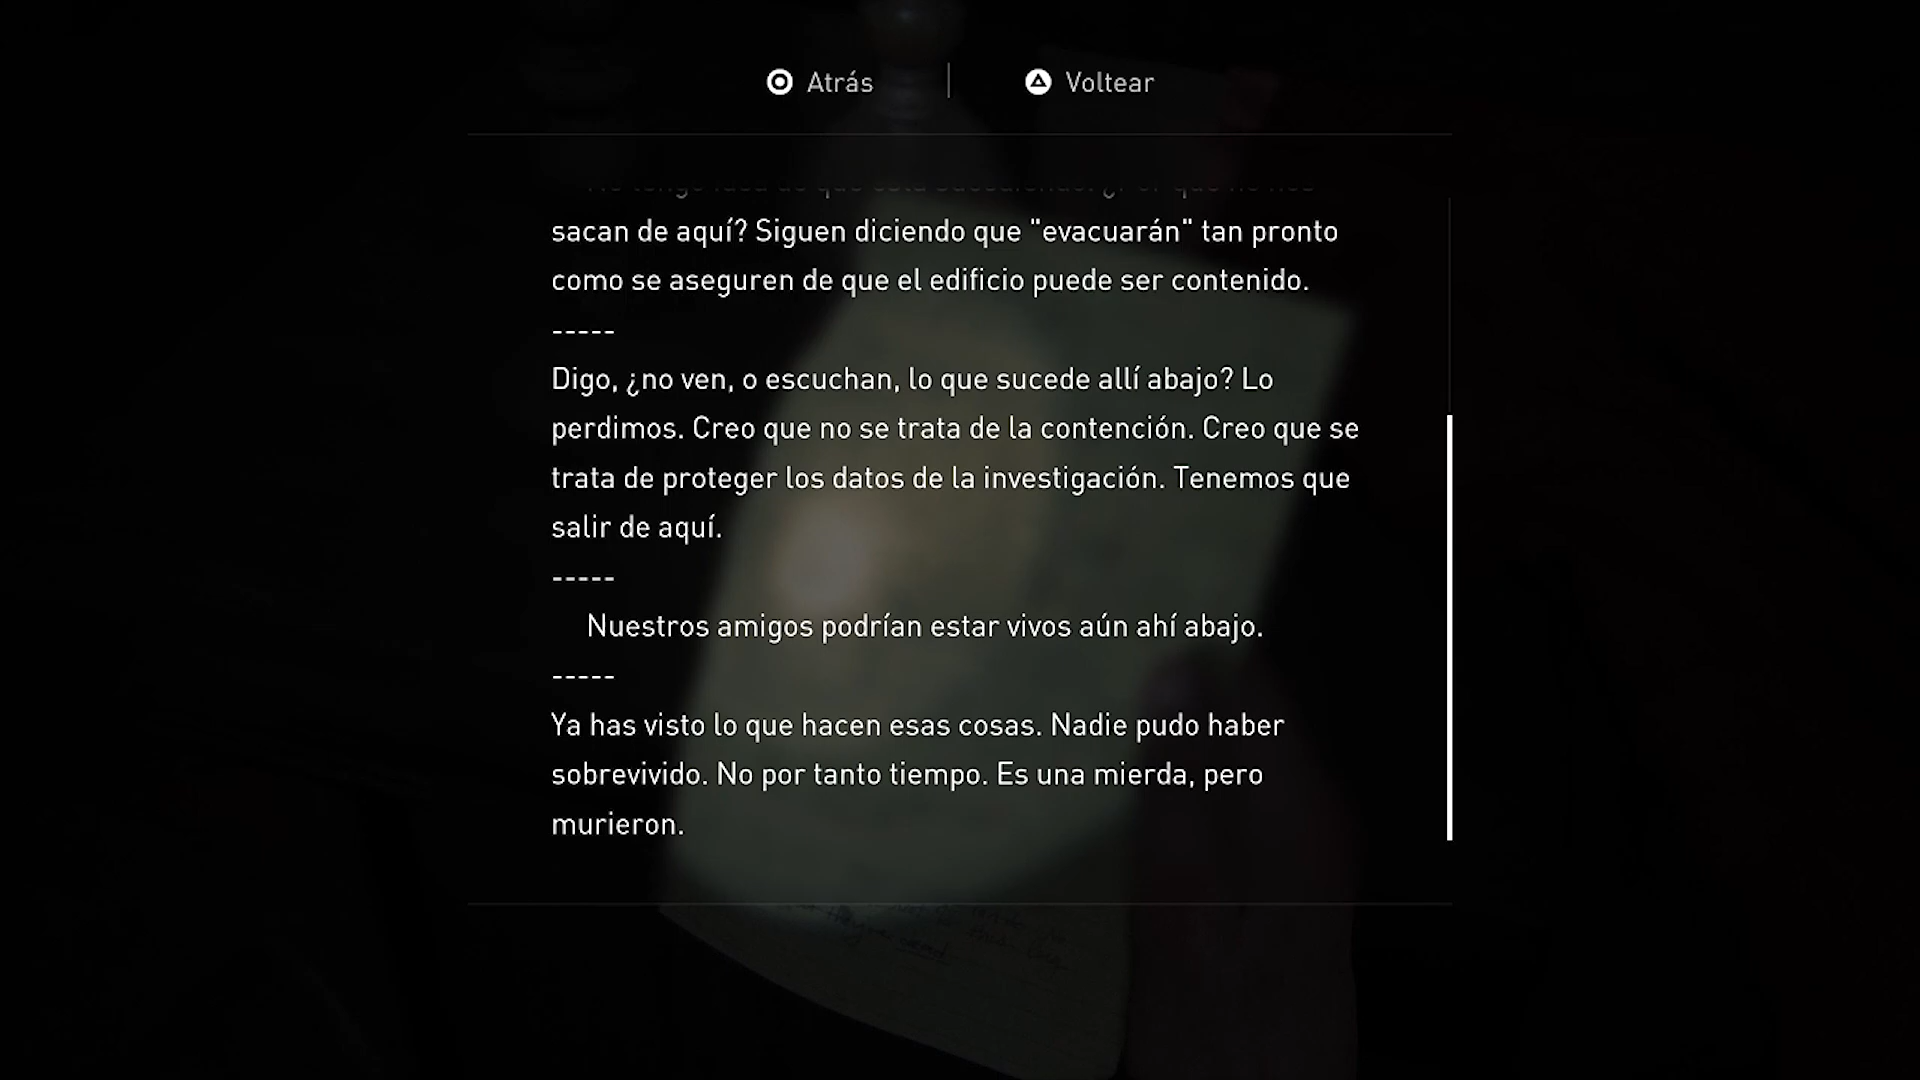 Atrás | Voltear
sacan de aquí? Siguen diciendo que "evacuarán" tan pronto
como se aseguren de que el edificio puede ser contenido.
-----
Digo, ¿no ven, o escuchan, lo que sucede allí abajo? Lo
perdimos. Creo que no se trata de la contención. Creo que se
trata de proteger los datos de la investigación. Tenemos que
salir de aquí.
-----
Nuestros amigos podrían estar vivos aún ahí abajo.
-----
Ya has visto lo que hacen esas cosas. Nadie pudo haber
sobrevivido. No por tanto tiempo. Es una mierda, pero
murieron.